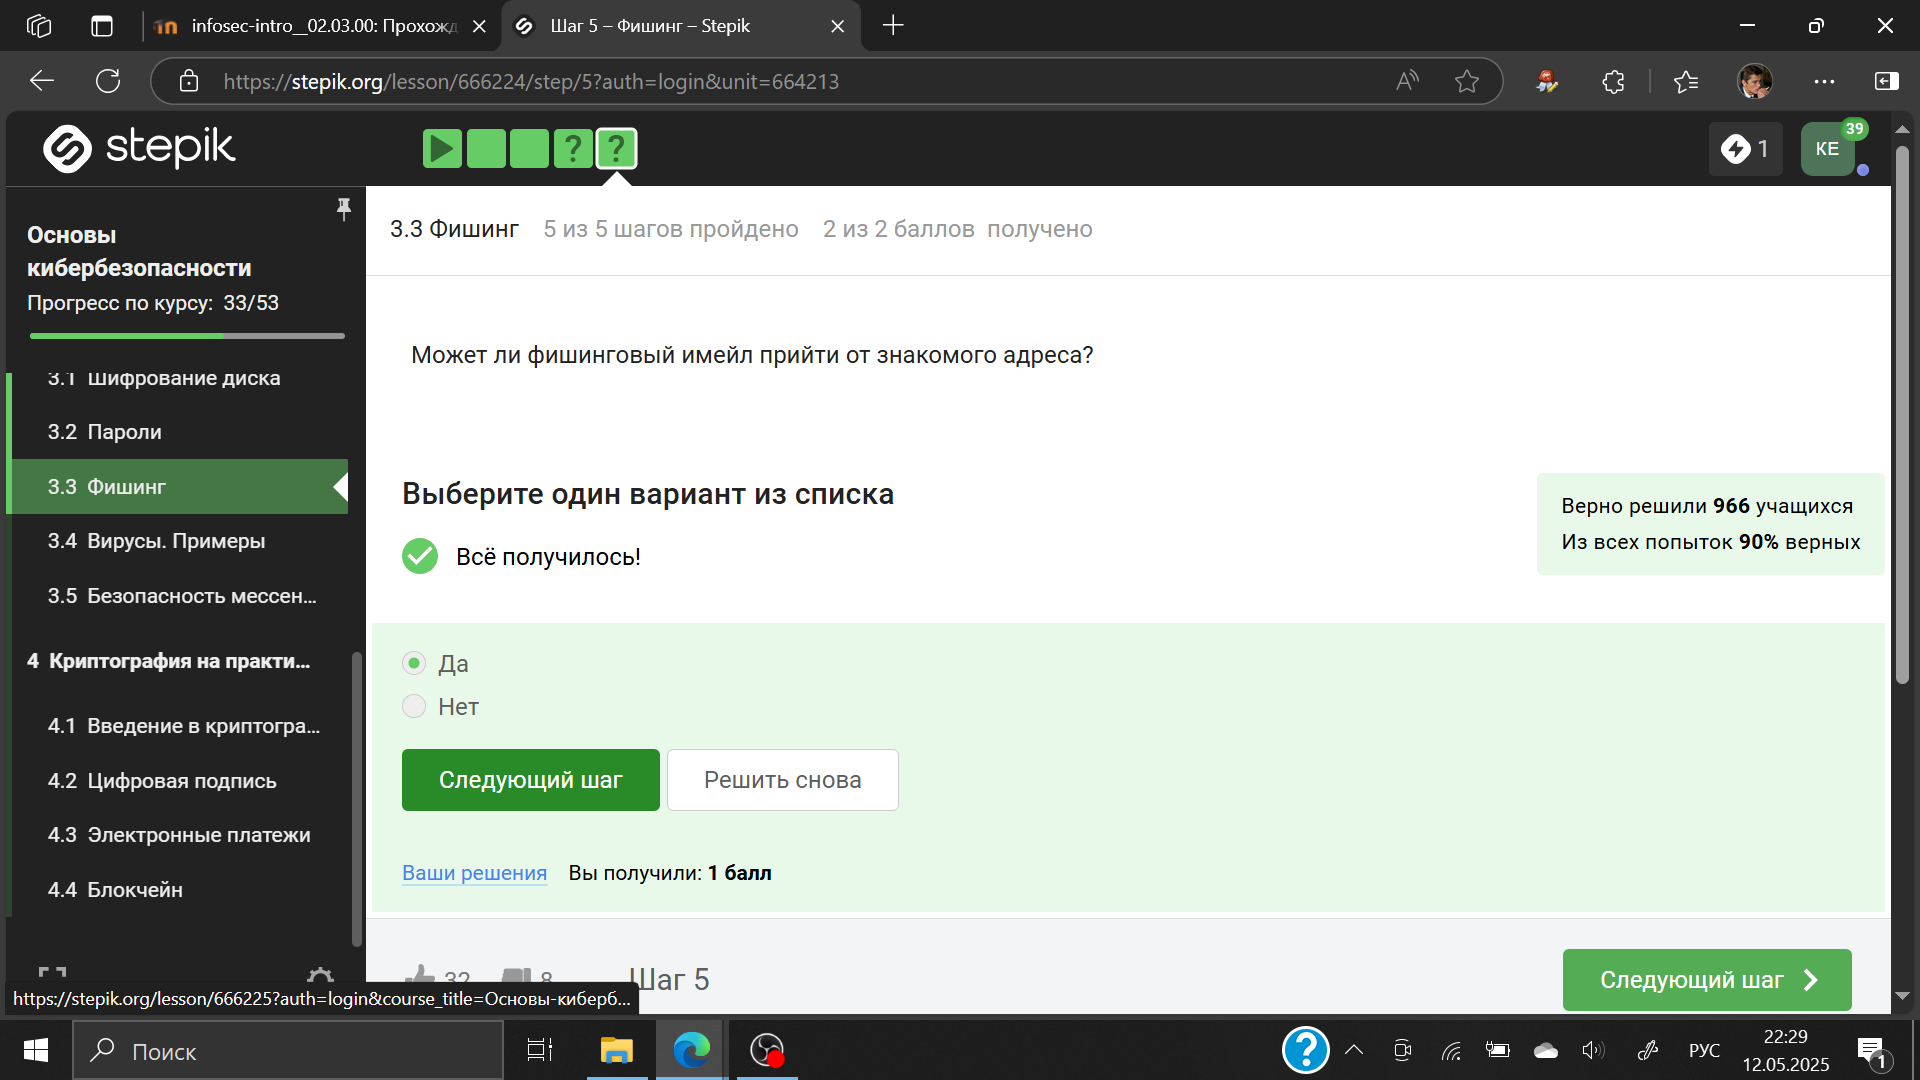 infosec-intro__02.03.00: Прохожд
Шаг 5 – Фишинг – Stepik
https://stepik.org/lesson/666224/step/5?auth=login&unit=664213
stepik
? ?
1
KE
39
Основы
кибербезопасности
Прогресс по курсу: 33/53
3.1 Шифрование диска
3.2 Пароли
3.3 Фишинг
3.4 Вирусы. Примеры
3.5 Безопасность мессен...
4 Криптография на практи...
4.1 Введение в криптогра...
4.2 Цифровая подпись
4.3 Электронные платежи
4.4 Блокчейн
3.3 Фишинг 5 из 5 шагов пройдено 2 из 2 баллов получено
Может ли фишинговый имейл прийти от знакомого адреса?
Выберите один вариант из списка
Всё получилось!
Верно решили 966 учащихся
Из всех попыток 90% верных
Да
Нет
Следующий шаг
Решить снова
Ваши решения Вы получили: 1 балл
32 8 Шаг 5
Следующий шаг
https://stepik.org/lesson/666225?auth=login&course_title=Основы-киберб...
Поиск
?
РУС
22:29
12.05.2025
1